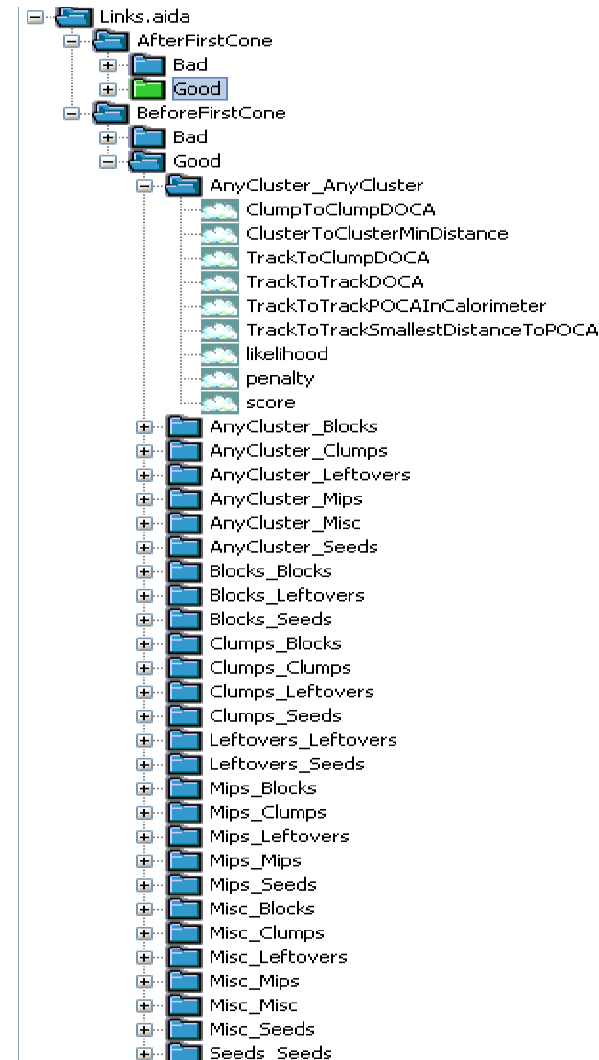 Links.aida
AfterFirstCone
Bad
Good
BeforeFirstCone
Bad
Good
AnyCluster_AnyCluster
ClumpToClumpDOCA
ClusterToClusterMinDistance
TrackToClumpDOCA
TrackToTrackDOCA
TrackToTrackPOCAInCalorimeter
TrackToTrackSmallestDistanceToPOCA
likelihood
penalty
score
AnyCluster_Blocks
AnyCluster_Clumps
AnyCluster_Leftovers
AnyCluster_Mips
AnyCluster_Misc
AnyCluster_Seeds
Blocks_Blocks
Blocks_Leftovers
Blocks_Seeds
Clumps_Blocks
Clumps_Clumps
Clumps_Leftovers
Clumps_Seeds
Leftovers_Leftovers
Leftovers_Seeds
Mips_Blocks
Mips_Clumps
Mips_Leftovers
Mips_Mips
Mips_Seeds
Misc_Blocks
Misc_Clumps
Misc_Leftovers
Misc_Mips
Misc_Misc
Misc_Seeds
Seeds_Seeds